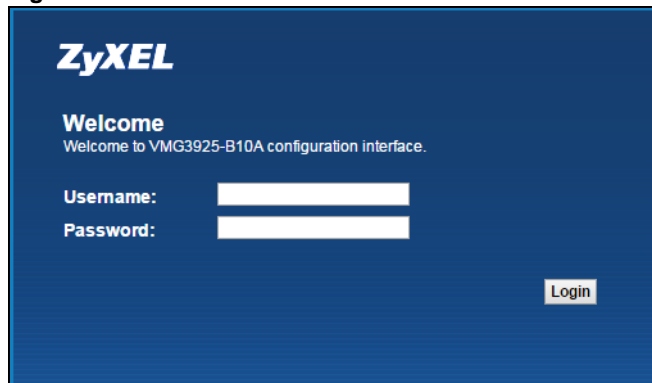 ZyXEL
Welcome
Welcome to VMG3925-B10A configuration interface.
Username:
Password:
Login